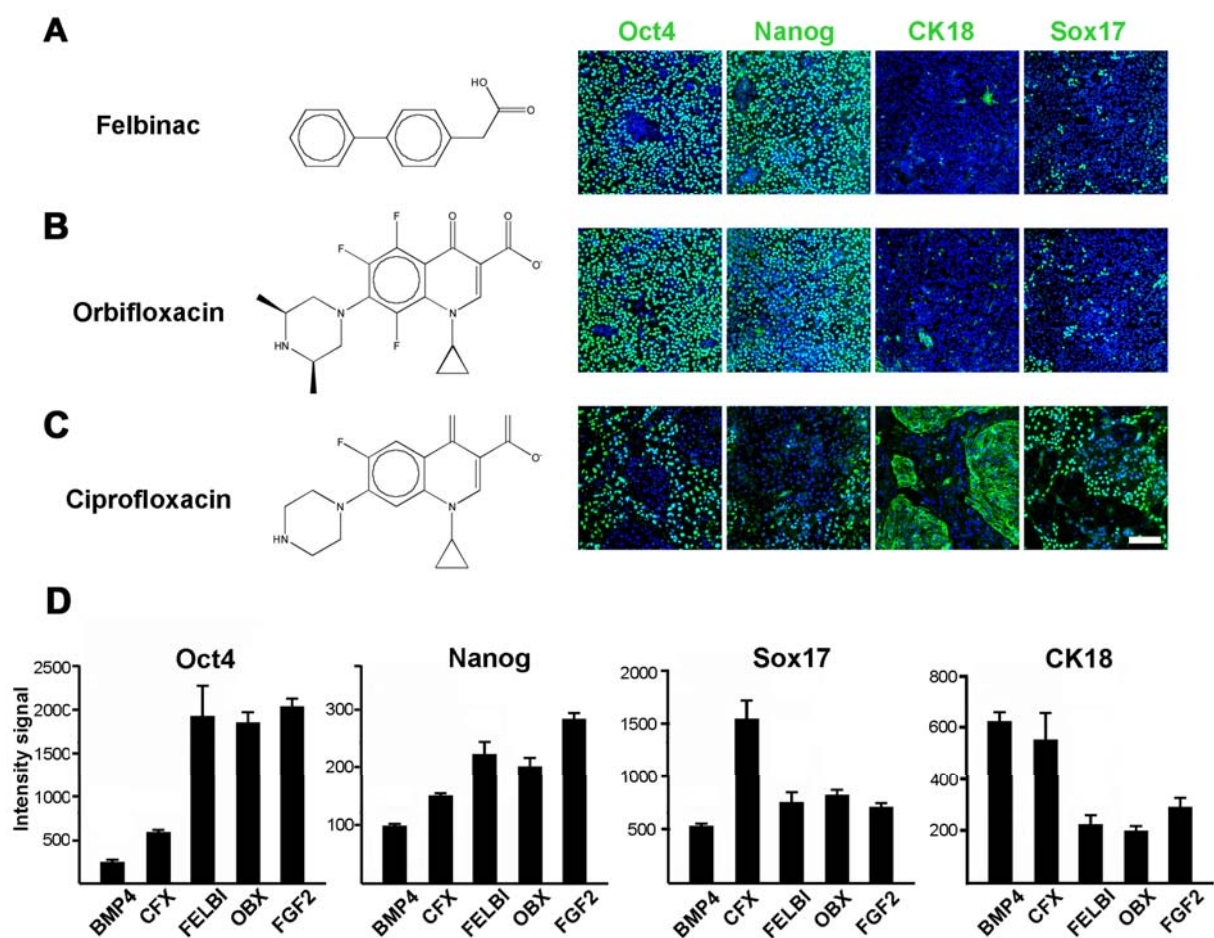 A
Oct4 Nanog CK18 Sox17
Felbinac
HO
O
B
F O O
F
O-
Orbifloxacin
N N
HN F
C
F
O-
Ciprofloxacin
N N
HN
D
Oct4
Nanog
Sox17
CK18
Intensity signal
2500
2000
1500
1000
500
BMP4 CFX FELBI OBX FGF2
300
200
100
BMP4 CFX FELBI OBX FGF2
2000
1500
1000
500
BMP4 CFX FELBI OBX FGF2
800
600
400
200
BMP4 CFX FELBI OBX FGF2